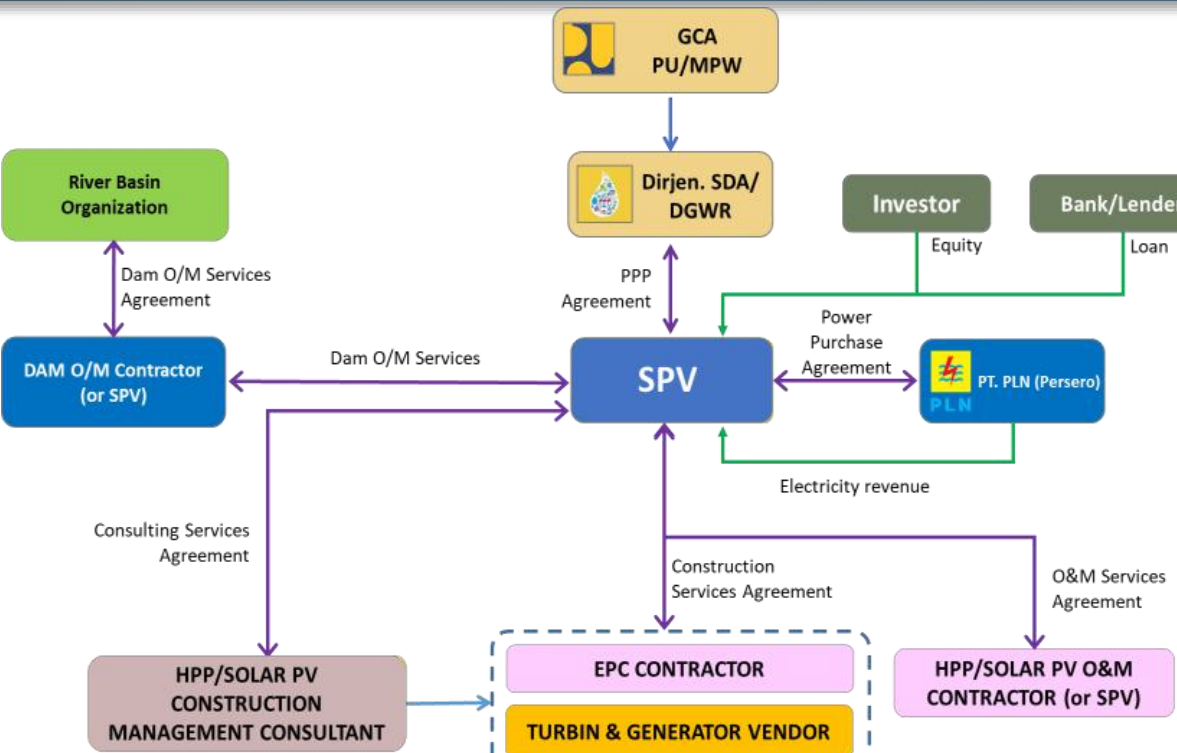 GCA
PU/MPW
River Basin
Organization
Dirjen. SDA/
DGWR
Investor
Bank/Lende
Equity
Loan
Dam O/M Services
Agreement
PPP
Agreement
Power
Purchase
Agreement
DAM O/M Contractor
(or SPV)
Dam O/M Services
SPV
PLN
PT. PLN (Persero)
Electricity revenue
Consulting Services
Agreement
Construction
Services Agreement
O&M Services
Agreement
HPP/SOLAR PV
CONSTRUCTION
MANAGEMENT CONSULTANT
EPC CONTRACTOR
TURBIN & GENERATOR VENDOR
HPP/SOLAR PV O&M
CONTRACTOR (or SPV)